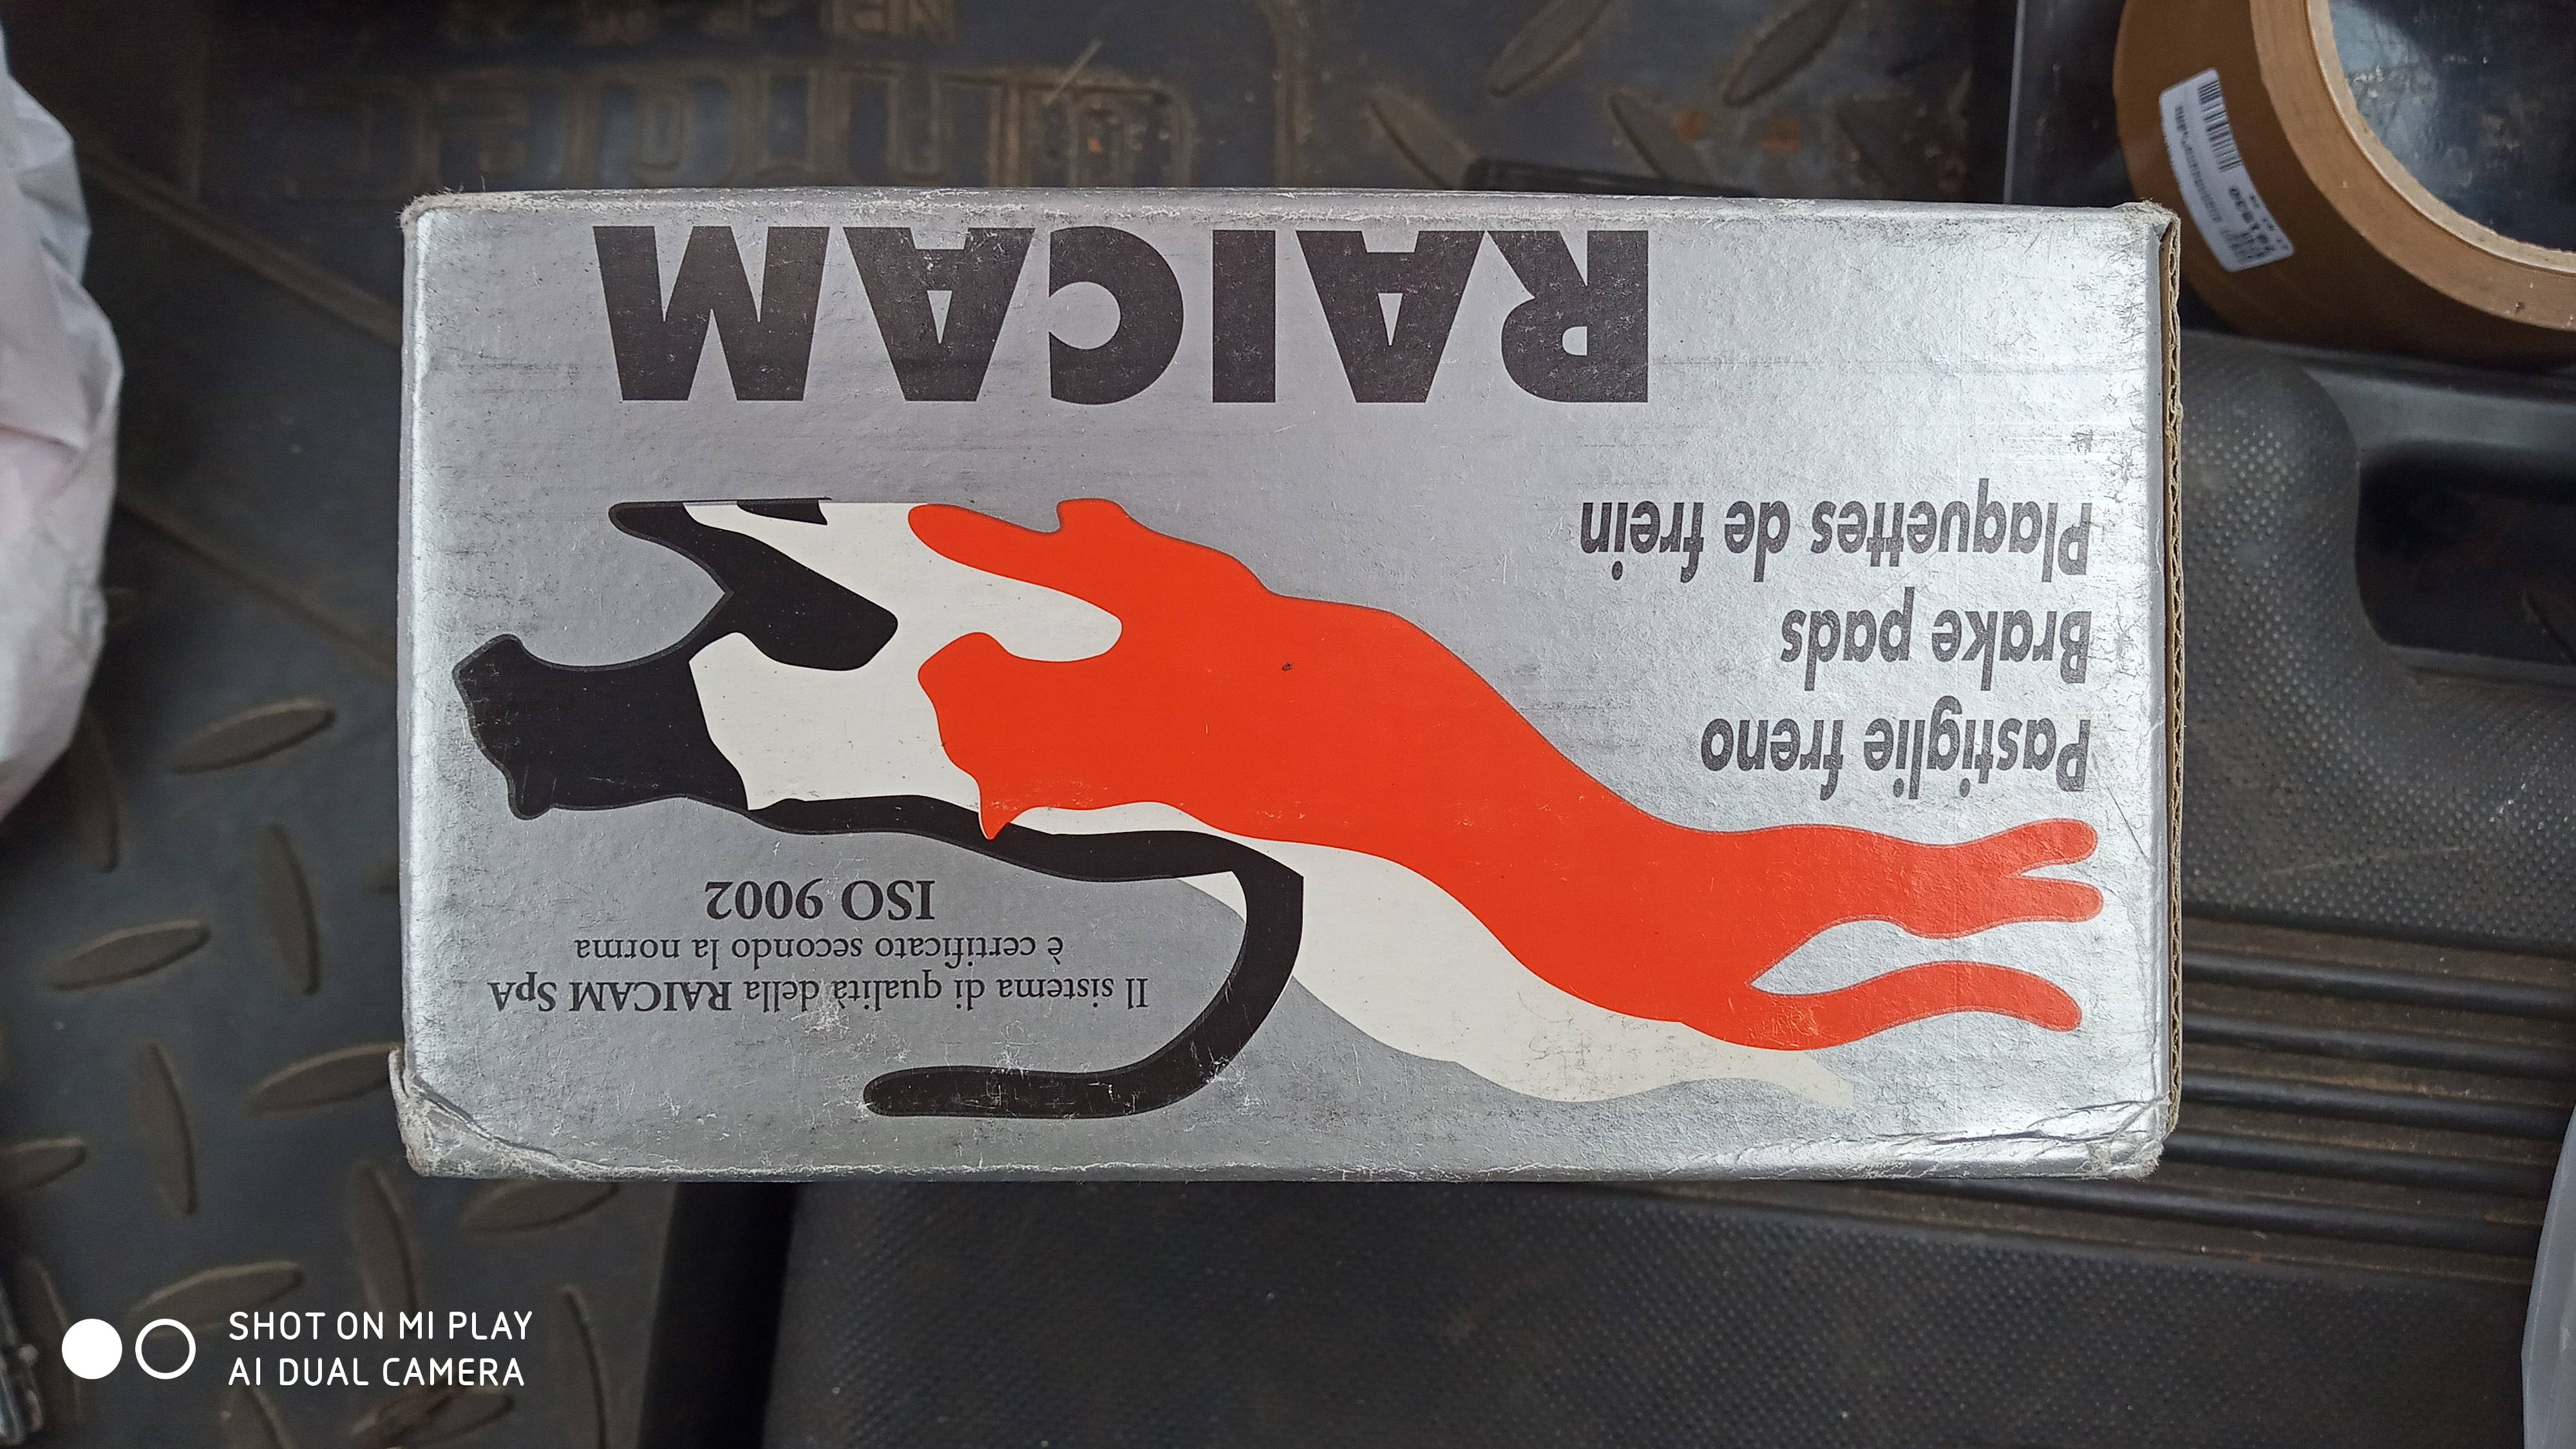 Il sistema di qualità della RAICAM SpA
è certificato secondo la norma
ISO 9002
Pastiglie freno
Brake pads
Plaquettes de frein
RAICAM
SHOT ON MI PLAY
AI DUAL CAMERA